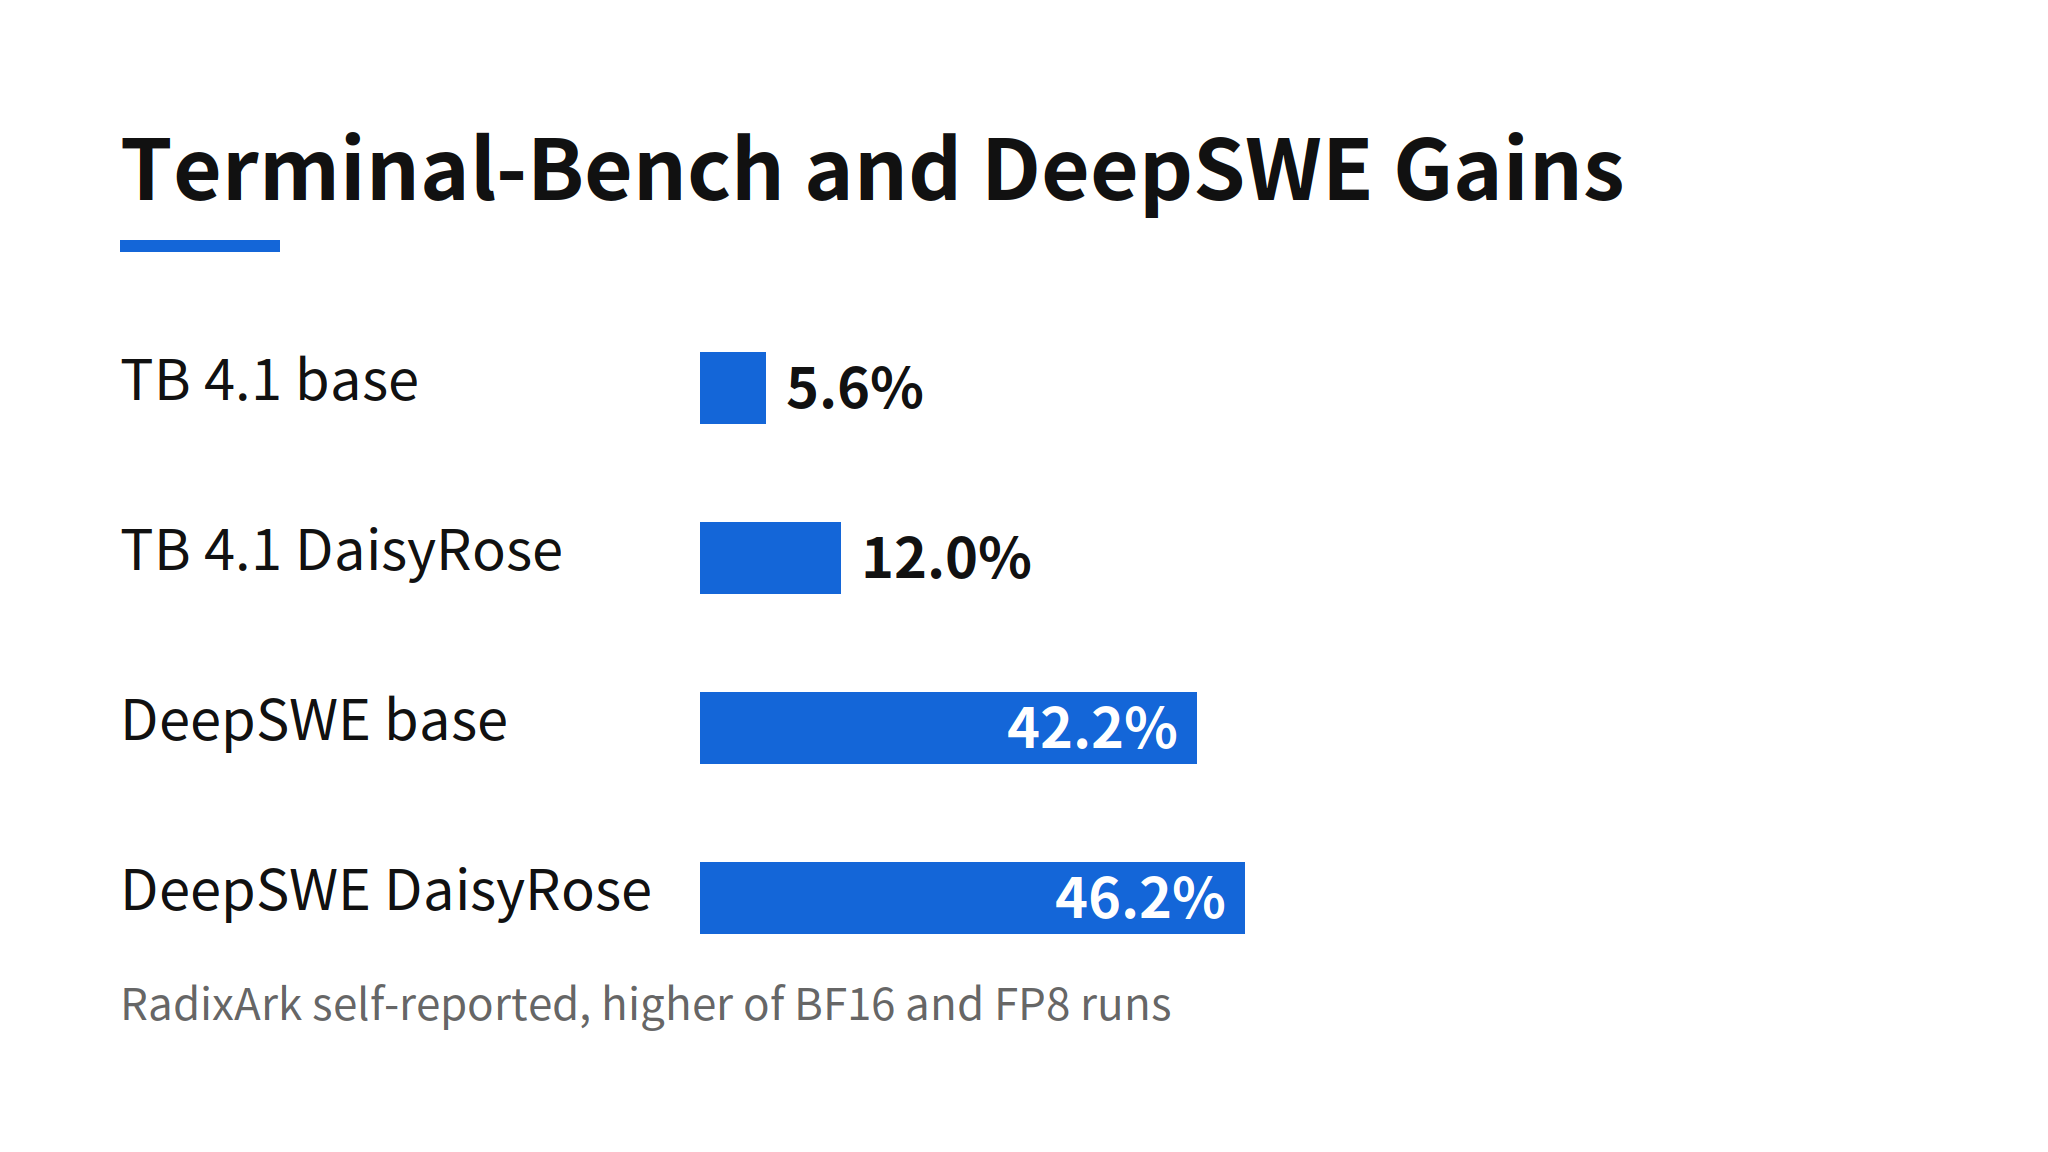 Terminal-Bench and DeepSWE Gains
TB 4.1 base 5.6%
TB 4.1 DaisyRose 12.0%
DeepSWE base 42.2%
DeepSWE DaisyRose 46.2%
RadixArk self-reported, higher of BF16 and FP8 runs